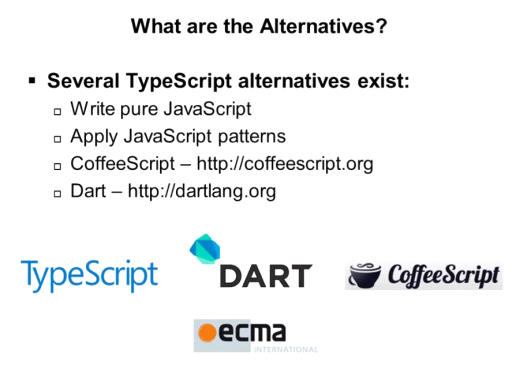 What are the Alternatives?
Several TypeScript alternatives exist:
Write pure JavaScript
Apply JavaScript patterns
CoffeeScript – http://coffeescript.org
Dart – http://dartlang.org
TypeScript
DART
CoffeeScript
ecma
INTERNATIONAL